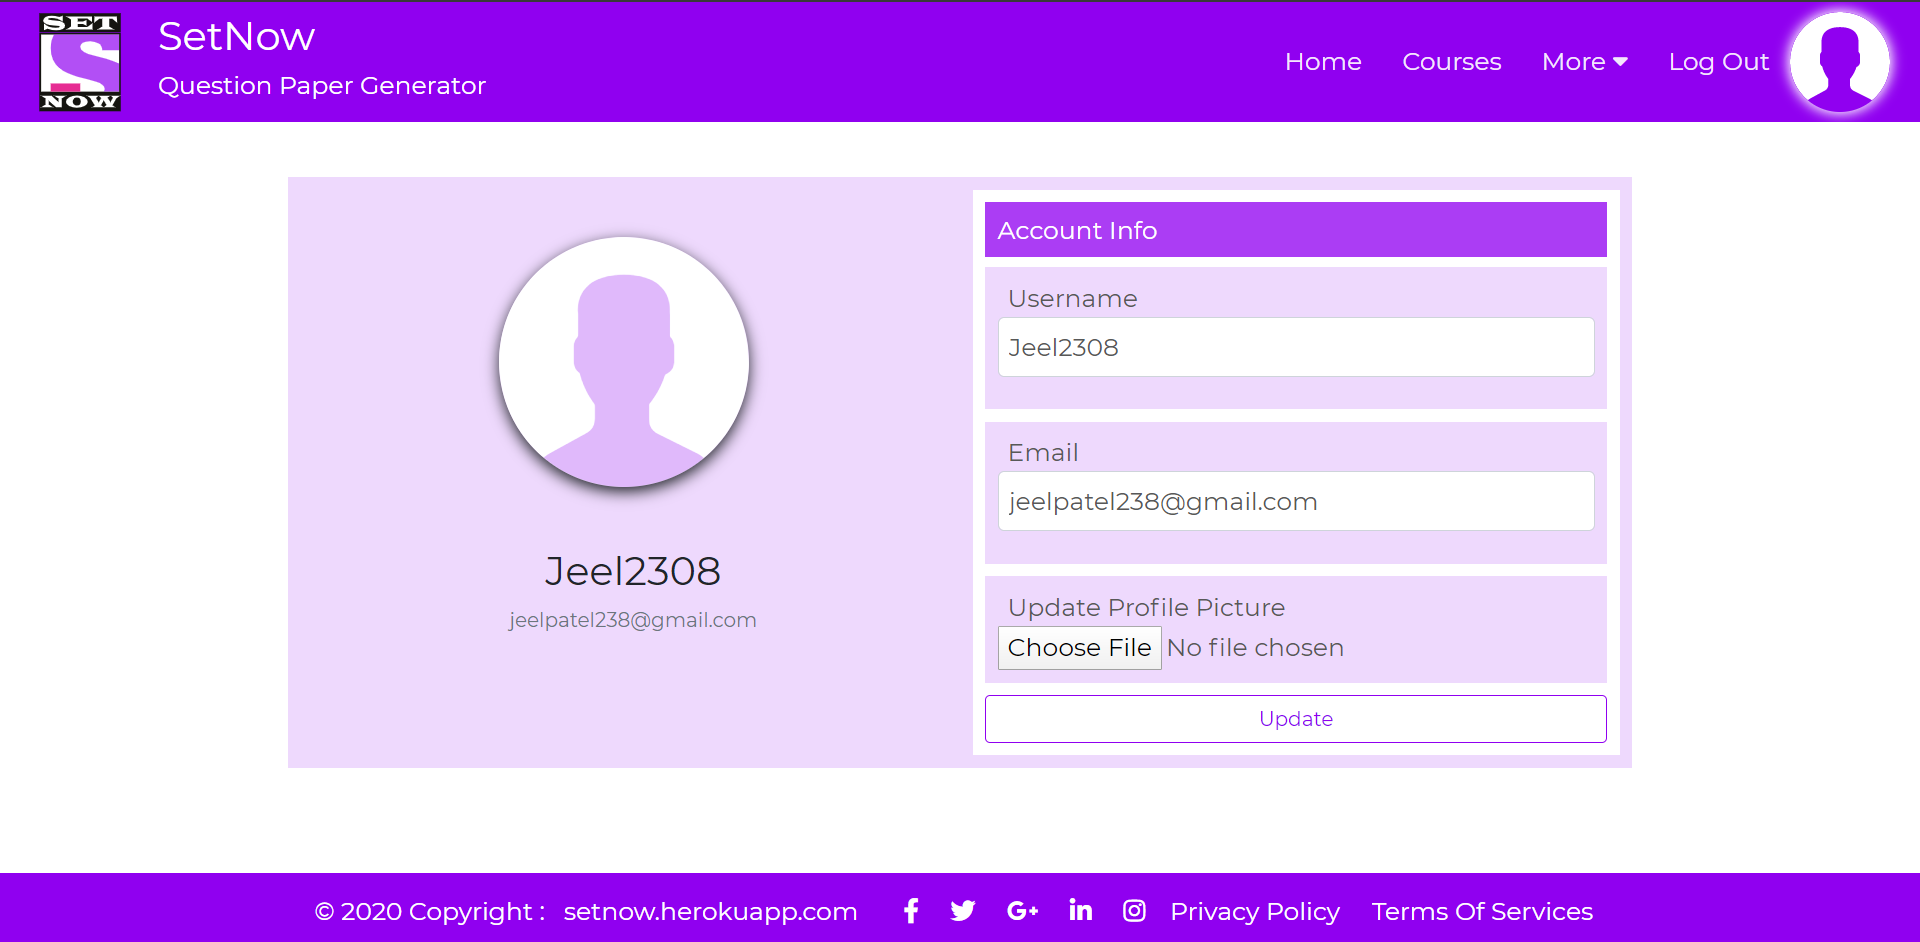 SET
NOW
SetNow
Question Paper Generator
Home Courses More Log Out
Jeel2308
jeelpatel238@gmail.com
Account Info
Username
Jeel2308
Email
jeelpatel238@gmail.com
Update Profile Picture
Choose File No file chosen
Update
© 2020 Copyright : setnow.herokuapp.com Privacy Policy Terms Of Services